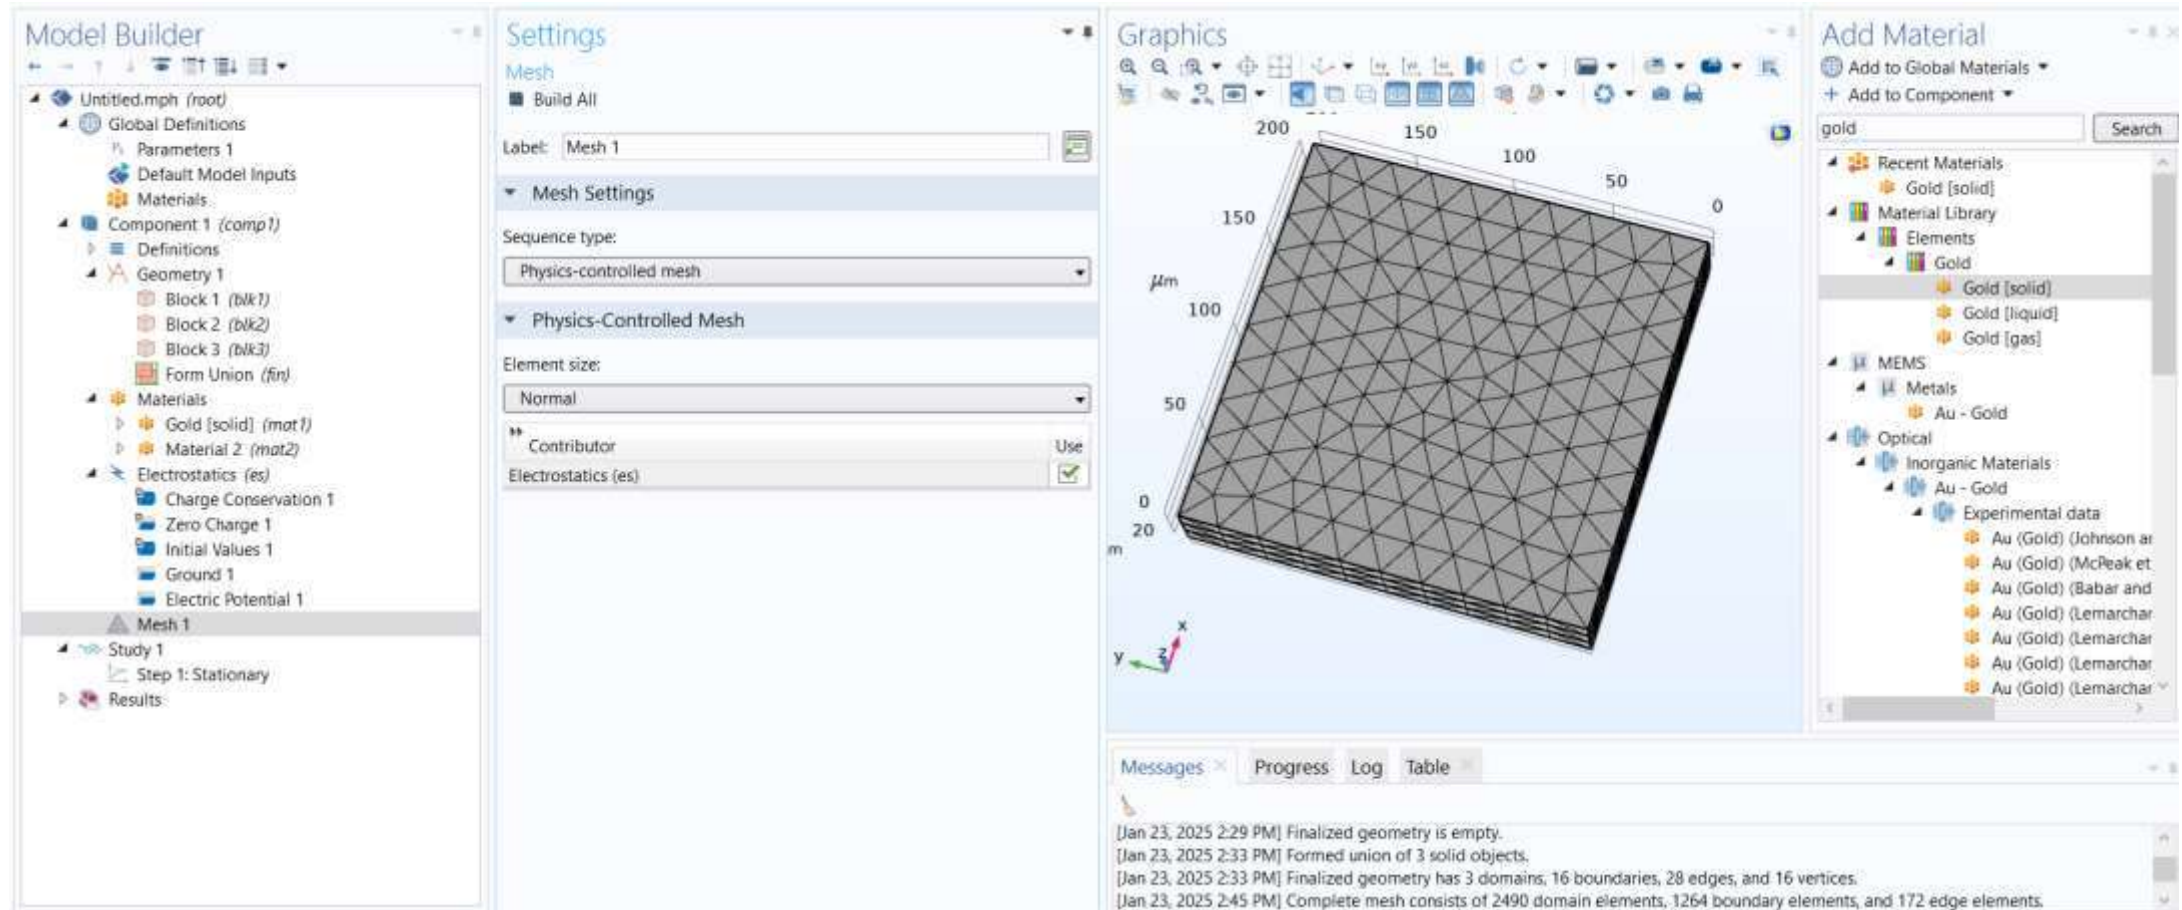 Model Builder
Untitled.mph (root)
Global Definitions
Parameters 1
Default Model Inputs
Materials
Component 1 (comp1)
Definitions
Geometry 1
Block 1 (blk1)
Block 2 (blk2)
Block 3 (blk3)
Form Union (fin)
Materials
Gold [solid] (mat1)
Material 2 (mat2)
Electrostatics (es)
Charge Conservation 1
Zero Charge 1
Initial Values 1
Ground 1
Electric Potential 1
Mesh 1
Study 1
Step 1: Stationary
Results
Settings
Mesh
Build All
Label: Mesh 1
Mesh Settings
Sequence type:
Physics-controlled mesh
Physics-Controlled Mesh
Element size:
Normal
Contributor Use
Electrostatics (es)
Graphics
200
150
100
50
0
150
μm
100
50
0
20
m
x
y
z
Messages Progress Log Table
[Jan 23, 2025 2:29 PM] Finalized geometry is empty.
[Jan 23, 2025 2:33 PM] Formed union of 3 solid objects.
[Jan 23, 2025 2:33 PM] Finalized geometry has 3 domains, 16 boundaries, 28 edges, and 16 vertices.
[Jan 23, 2025 2:45 PM] Complete mesh consists of 2490 domain elements, 1264 boundary elements, and 172 edge elements.
Add Material
Add to Global Materials
+ Add to Component
gold Search
Recent Materials
Gold [solid]
Material Library
Elements
Gold
Gold [solid]
Gold [liquid]
Gold [gas]
MEMS
Metals
Au - Gold
Optical
Inorganic Materials
Au - Gold
Experimental data
Au (Gold) (Johnson ar
Au (Gold) (McPeak et
Au (Gold) (Babar and
Au (Gold) (Lemarchar
Au (Gold) (Lemarchar
Au (Gold) (Lemarchar
Au (Gold) (Lemarchar